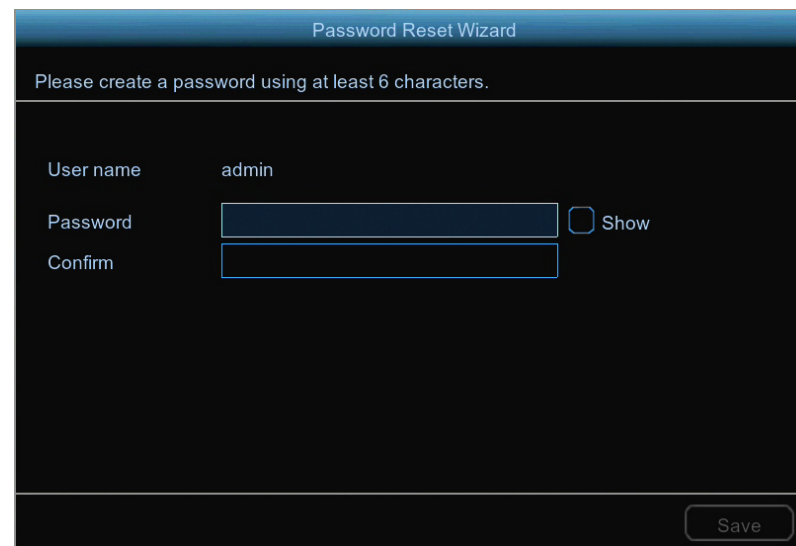 Password Reset Wizard
Please create a password using at least 6 characters.
User name admin
Password Show
Confirm
Save